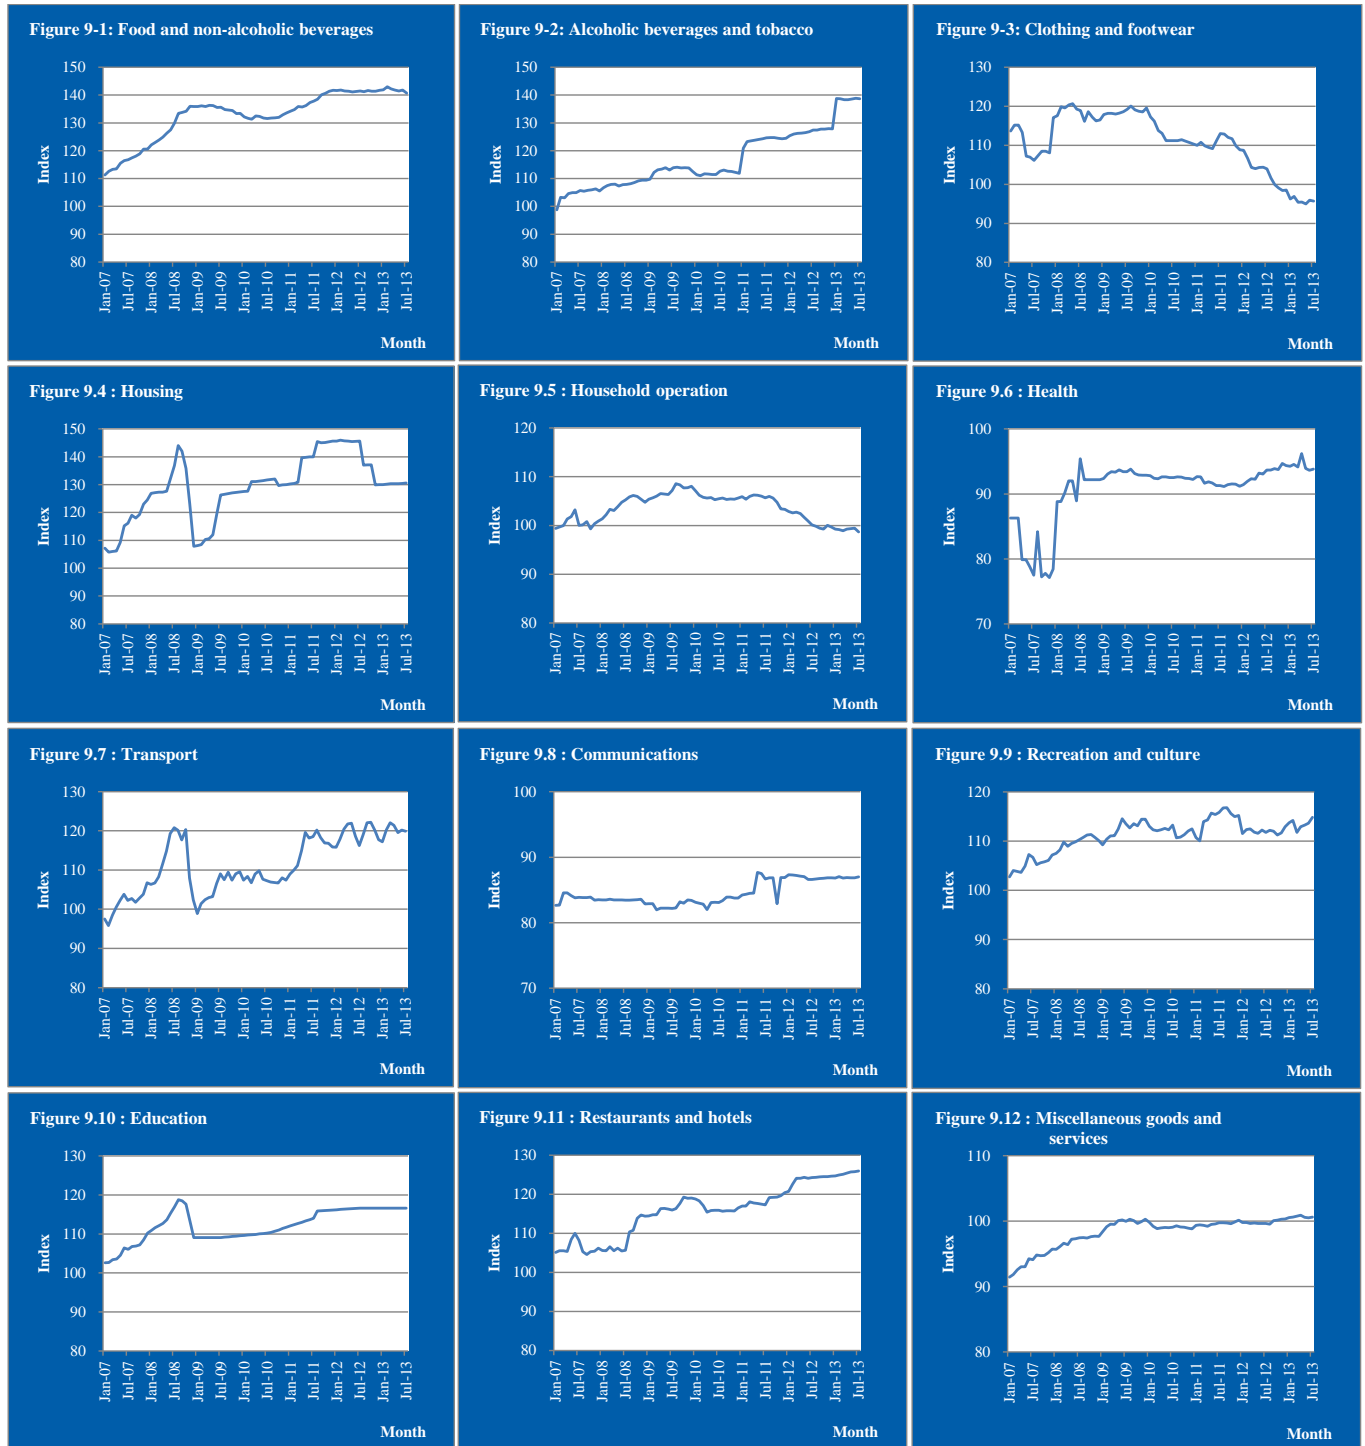 Figure 9-1: Food and non-alcoholic beverages
150
140
130
120
110
100
90
80
Index
Jan-07
Jul-07
Jan-08
Jul-08
Jan-09
Jul-09
Jan-10
Jul-10
Jan-11
Jul-11
Jan-12
Jul-12
Jan-13
Jul-13
Month
Figure 9-2: Alcoholic beverages and tobacco
150
140
130
120
110
100
90
80
Index
Jan-07
Jul-07
Jan-08
Jul-08
Jan-09
Jul-09
Jan-10
Jul-10
Jan-11
Jul-11
Jan-12
Jul-12
Jan-13
Jul-13
Month
Figure 9-3: Clothing and footwear
130
120
110
100
90
80
Index
Jan-07
Jul-07
Jan-08
Jul-08
Jan-09
Jul-09
Jan-10
Jul-10
Jan-11
Jul-11
Jan-12
Jul-12
Jan-13
Jul-13
Month
Figure 9.4 : Housing
150
140
130
120
110
100
90
80
Index
Jan-07
Jul-07
Jan-08
Jul-08
Jan-09
Jul-09
Jan-10
Jul-10
Jan-11
Jul-11
Jan-12
Jul-12
Jan-13
Jul-13
Month
Figure 9.5 : Household operation
120
110
100
90
80
Index
Jan-07
Jul-07
Jan-08
Jul-08
Jan-09
Jul-09
Jan-10
Jul-10
Jan-11
Jul-11
Jan-12
Jul-12
Jan-13
Jul-13
Month
Figure 9.6 : Health
100
90
80
70
Index
Jan-07
Jul-07
Jan-08
Jul-08
Jan-09
Jul-09
Jan-10
Jul-10
Jan-11
Jul-11
Jan-12
Jul-12
Jan-13
Jul-13
Month
Figure 9.7 : Transport
130
120
110
100
90
80
Index
Jan-07
Jul-07
Jan-08
Jul-08
Jan-09
Jul-09
Jan-10
Jul-10
Jan-11
Jul-11
Jan-12
Jul-12
Jan-13
Jul-13
Month
Figure 9.8 : Communications
100
90
80
70
Index
Jan-07
Jul-07
Jan-08
Jul-08
Jan-09
Jul-09
Jan-10
Jul-10
Jan-11
Jul-11
Jan-12
Jul-12
Jan-13
Jul-13
Month
Figure 9.9 : Recreation and culture
120
110
100
90
80
Index
Jan-07
Jul-07
Jan-08
Jul-08
Jan-09
Jul-09
Jan-10
Jul-10
Jan-11
Jul-11
Jan-12
Jul-12
Jan-13
Jul-13
Month
Figure 9.10 : Education
130
120
110
100
90
80
Index
Jan-07
Jul-07
Jan-08
Jul-08
Jan-09
Jul-09
Jan-10
Jul-10
Jan-11
Jul-11
Jan-12
Jul-12
Jan-13
Jul-13
Month
Figure 9.11 : Restaurants and hotels
130
120
110
100
90
80
Index
Jan-07
Jul-07
Jan-08
Jul-08
Jan-09
Jul-09
Jan-10
Jul-10
Jan-11
Jul-11
Jan-12
Jul-12
Jan-13
Jul-13
Month
Figure 9.12 : Miscellaneous goods and
services
110
100
90
80
Index
Jan-07
Jul-07
Jan-08
Jul-08
Jan-09
Jul-09
Jan-10
Jul-10
Jan-11
Jul-11
Jan-12
Jul-12
Jan-13
Jul-13
Month